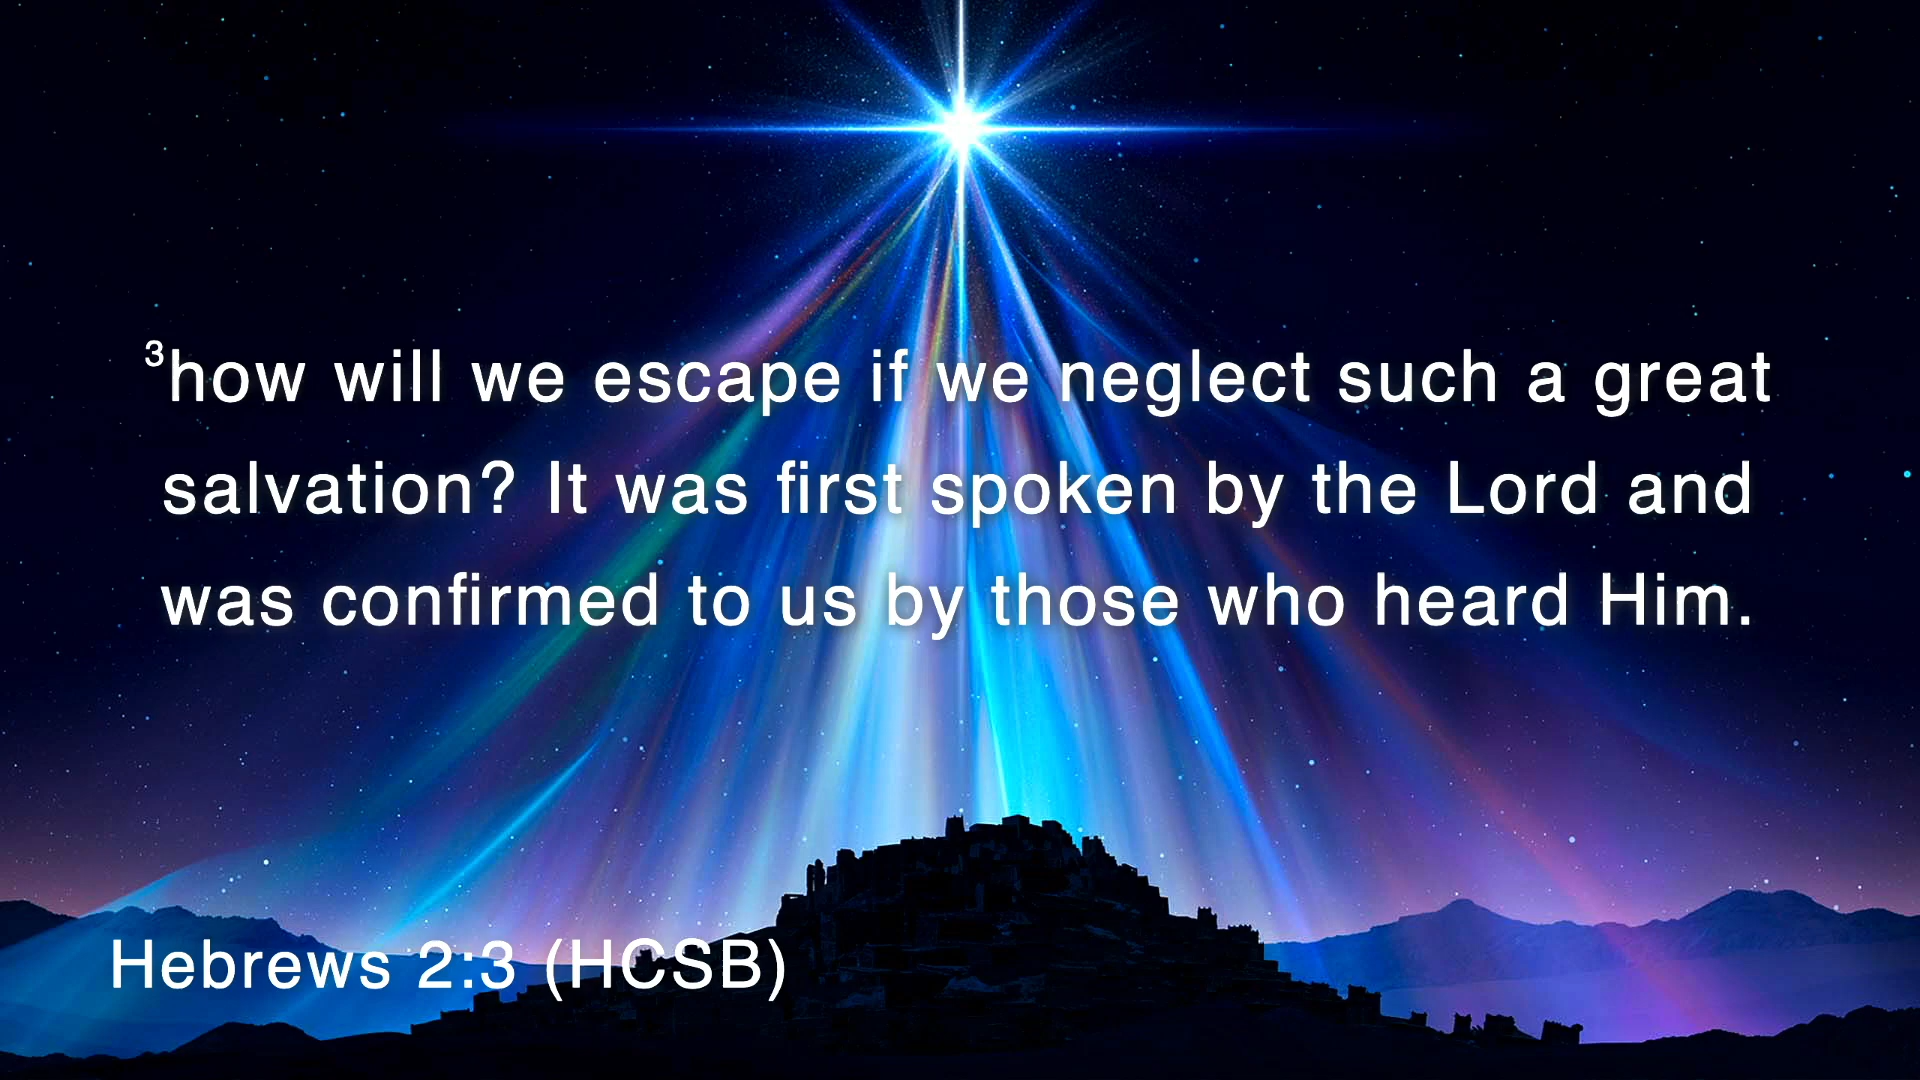 ³how will we escape if we neglect such a great
salvation? It was first spoken by the Lord and
was confirmed to us by those who heard Him.
Hebrews 2:3 (HCSB)